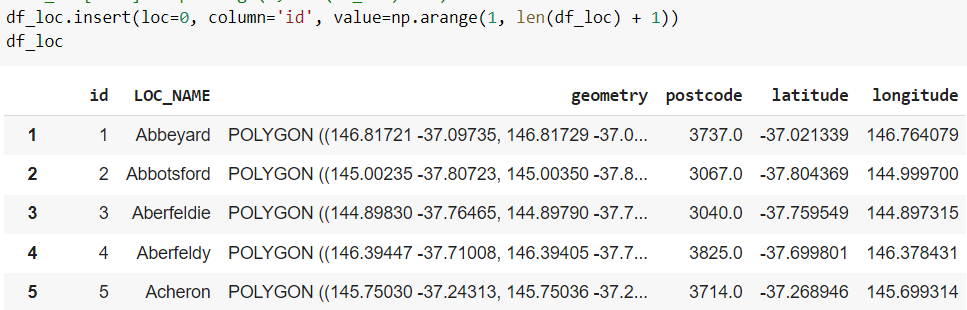 df_loc.insert(loc=0, column='id', value=np.arange(1, len(df_loc) + 1))
df_loc
id LOC_NAME geometry postcode latitude longitude
1 1 Abbeyard POLYGON ((146.81721 -37.09735, 146.81729 -37.0... 3737.0 -37.021339 146.764079
2 2 Abbotsford POLYGON ((145.00235 -37.80723, 145.00350 -37.8... 3067.0 -37.804369 144.999700
3 3 Aberfeldie POLYGON ((144.89830 -37.76465, 144.89790 -37.7... 3040.0 -37.759549 144.897315
4 4 Aberfeldy POLYGON ((146.39447 -37.71008, 146.39405 -37.7... 3825.0 -37.699801 146.378431
5 5 Acheron POLYGON ((145.75030 -37.24313, 145.75036 -37.2... 3714.0 -37.268946 145.699314